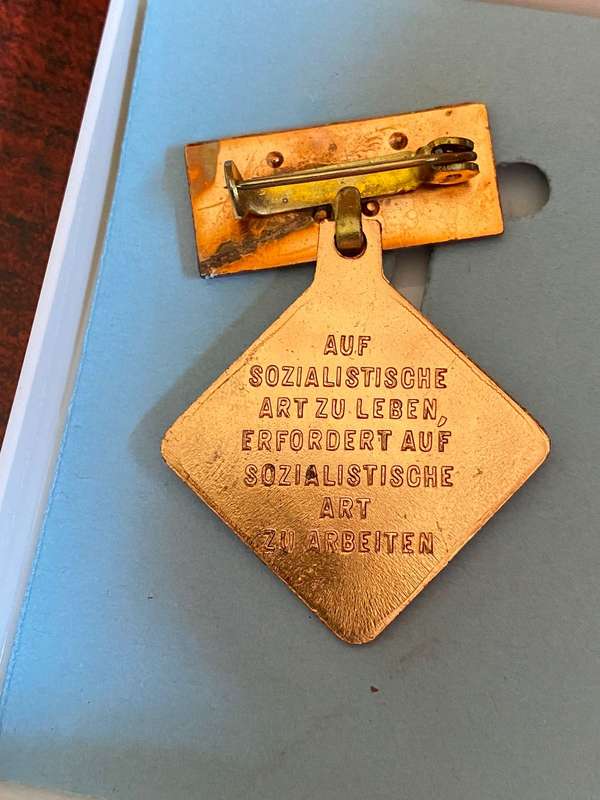 AUF
SOZIALISTISCHE
ART ZU LEBEN,
ERFORDERT AUF
SOZIALISTISCHE
ART
ZU ARBEITEN